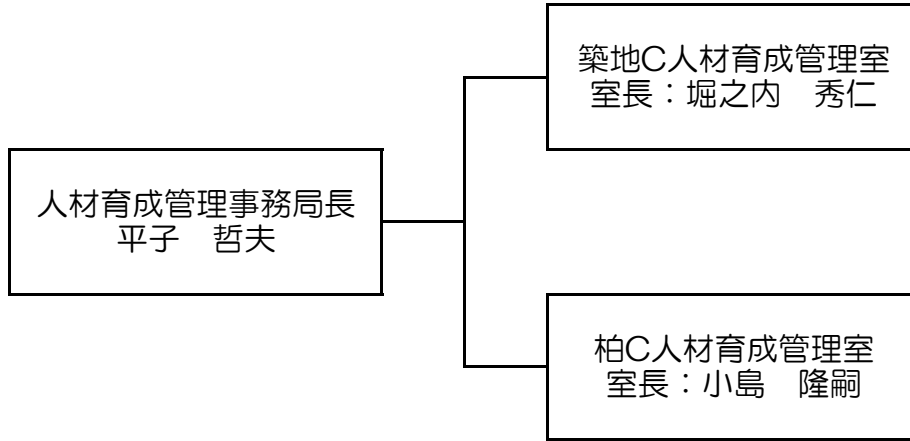 人材育成管理事務局長
平子　哲夫
築地C人材育成管理室
室長：堀之内　秀仁
柏C人材育成管理室
室長：小島　隆嗣